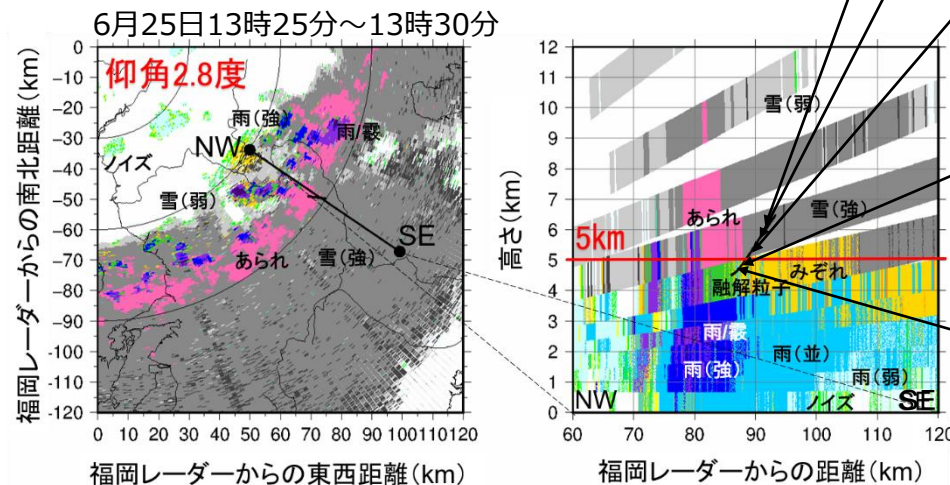 6月25日13時25分～13時30分
仰角2.8度
雨(強)
雨/霰
NW
ノイズ
雪(弱)
SE
あられ
雪(強)
0
-10
-20
-30
-40
-50
-60
-70
-80
-90
-100
-110
-120
0 10 20 30 40 50 60 70 80 90 100110120
福岡レーダーからの南北距離(km)
福岡レーダーからの東西距離(km)
12
11
10
9
8
7
6
5
4
3
2
1
0
高さ(km)
雪(弱)
あられ
雪(強)
5km
みぞれ
融解粒子
雨/霰
雨(並)
雨(強)
雨(弱)
NW
ノイズ
SE
60 70 80 90 100 110 120
福岡レーダーからの距離(km)